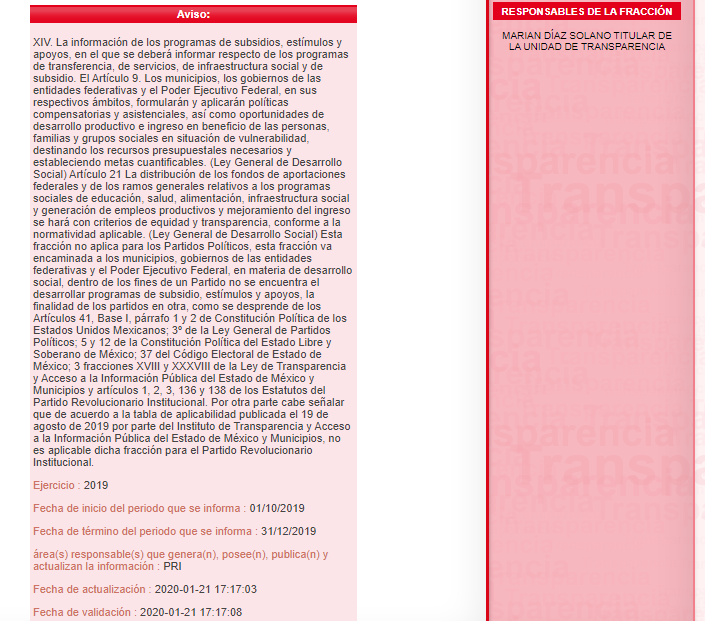 Aviso:
XIV. La información de los programas de subsidios, estímulos y
apoyos, en el que se deberá informar respecto de los programas
de transferencia, de servicios, de infraestructura social y de
subsidio. El Artículo 9. Los municipios, los gobiernos de las
entidades federativas y el Poder Ejecutivo Federal, en sus
respectivos ámbitos, formularán y aplicarán políticas
compensatorias y asistenciales, así como oportunidades de
desarrollo productivo e ingreso en beneficio de las personas,
familias y grupos sociales en situación de vulnerabilidad,
destinando los recursos presupuestales necesarios y
estableciendo metas cuantificables. (Ley General de Desarrollo
Social) Artículo 21 La distribución de los fondos de aportaciones
federales y de los ramos generales relativos a los programas
sociales de educación, salud, alimentación, infraestructura social
y generación de empleos productivos y mejoramiento del ingreso
se hará con criterios de equidad y transparencia, conforme a la
normatividad aplicable. (Ley General de Desarrollo Social) Esta
fracción no aplica para los Partidos Políticos, esta fracción va
encaminada a los municipios, gobiernos de las entidades
federativas y el Poder Ejecutivo Federal, en materia de desarrollo
social, dentro de los fines de un Partido no se encuentra el
desarrollar programas de subsidio, estímulos y apoyos, la
finalidad de los partidos en otra, como se desprende de los
Artículos 41, Base I, párrafo 1 y 2 de Constitución Política de los
Estados Unidos Mexicanos; 3º de la Ley General de Partidos
Políticos; 5 y 12 de la Constitución Política del Estado Libre y
Soberano de México; 37 del Código Electoral de Estado de
México; 3 fracciones XVIII y XXXVIII de la Ley de Transparencia
y Acceso a la Información Pública del Estado de México y
Municipios y artículos 1, 2, 3, 136 y 138 de los Estatutos del
Partido Revolucionario Institucional. Por otra parte cabe señalar
que de acuerdo a la tabla de aplicabilidad publicada el 19 de
agosto de 2019 por parte del Instituto de Transparencia y Acceso
a la Información Pública del Estado de México y Municipios, no
es aplicable dicha fracción para el Partido Revolucionario
Institucional.
Ejercicio : 2019
Fecha de inicio del periodo que se informa : 01/10/2019
Fecha de término del periodo que se informa : 31/12/2019
área(s) responsable(s) que genera(n), posee(n), publica(n) y
actualizan la información : PRI
Fecha de actualización : 2020-01-21 17:17:03
Fecha de validación : 2020-01-21 17:17:08
RESPONSABLES DE LA FRACCIÓN
MARIAN DÍAZ SOLANO TITULAR DE
LA UNIDAD DE TRANSPARENCIA